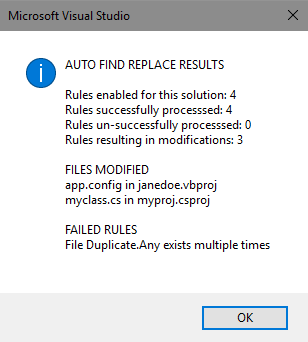 Microsoft Visual Studio
AUTO FIND REPLACE RESULTS
Rules enabled for this solution: 4
Rules successfully processsed: 4
Rules un-successfully processsed: 0
Rules resulting in modifications: 3
FILES MODIFIED
app.config in janedoe.vbproj
myclass.cs in myproj.csproj
FAILED RULES
File Duplicate.Any exists multiple times
OK